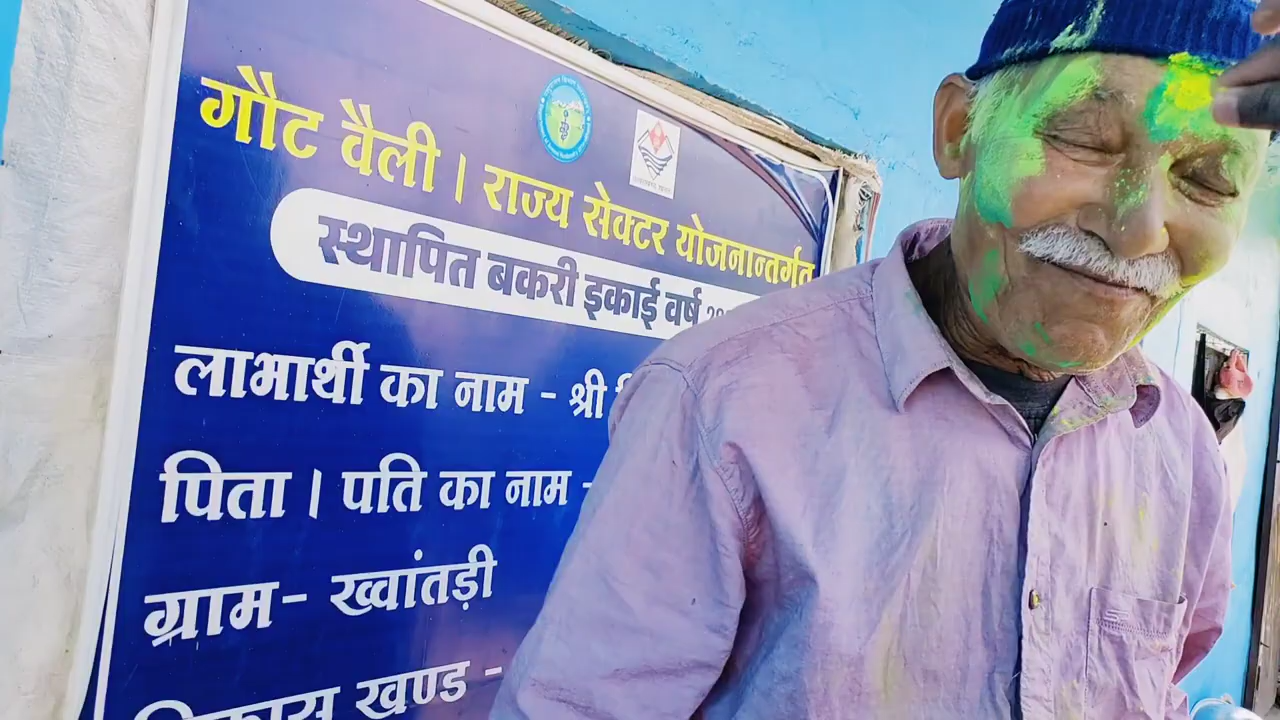 गौट वैली । राज्य सेक्टर योजनान्तर्गत
स्थापित बकरी इकाई वर्ष
लाभार्थी का नाम - श्री
पिता । पति का नाम -
ग्राम- ख्वांतड़ी
विकास खण्ड -